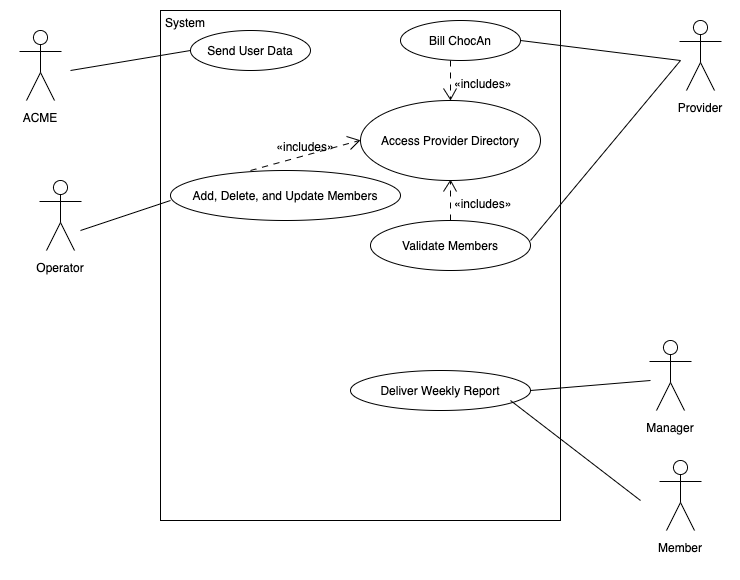 System
Send User Data
Bill ChocAn
«includes»
ACME
Provider
Access Provider Directory
«includes»
Add, Delete, and Update Members
«includes»
Operator
Validate Members
Deliver Weekly Report
Manager
Member